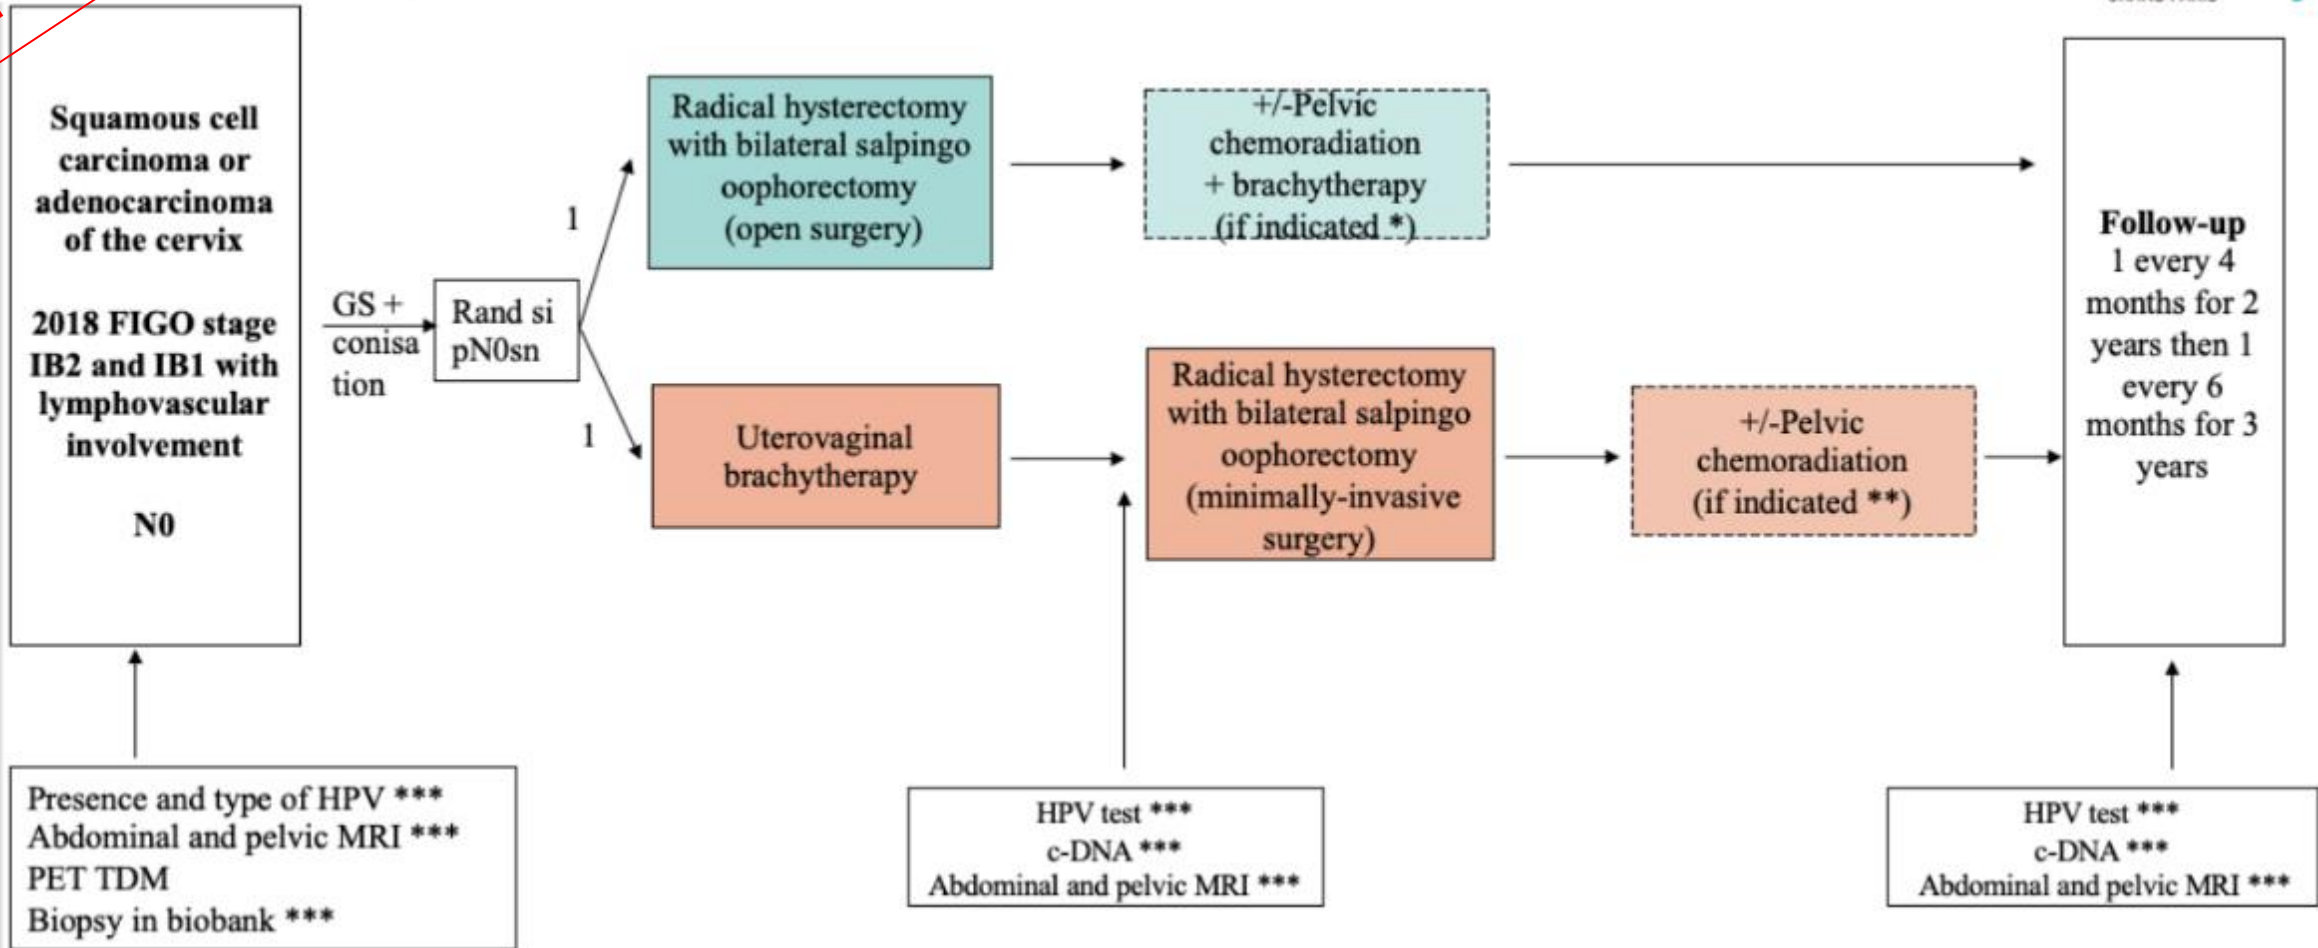 Squamous cell
carcinoma or
adenocarcinoma
of the cervix
2018 FIGO stage
IB2 and IB1 with
lymphovascular
involvement
N0
GS +
conisa
tion
Rand si
pN0sn
1
1
Radical hysterectomy
with bilateral salpingo
oophorectomy
(open surgery)
+/-Pelvic
chemoradiation
+ brachytherapy
(if indicated *)
Uterovaginal
brachytherapy
Radical hysterectomy
with bilateral salpingo
oophorectomy
(minimally-invasive
surgery)
+/-Pelvic
chemoradiation
(if indicated **)
Follow-up
1 every 4
months for 2
years then 1
every 6
months for 3
years
Presence and type of HPV ***
Abdominal and pelvic MRI ***
PET TDM
Biopsy in biobank ***
HPV test ***
c-DNA ***
Abdominal and pelvic MRI ***
HPV test ***
c-DNA ***
Abdominal and pelvic MRI ***